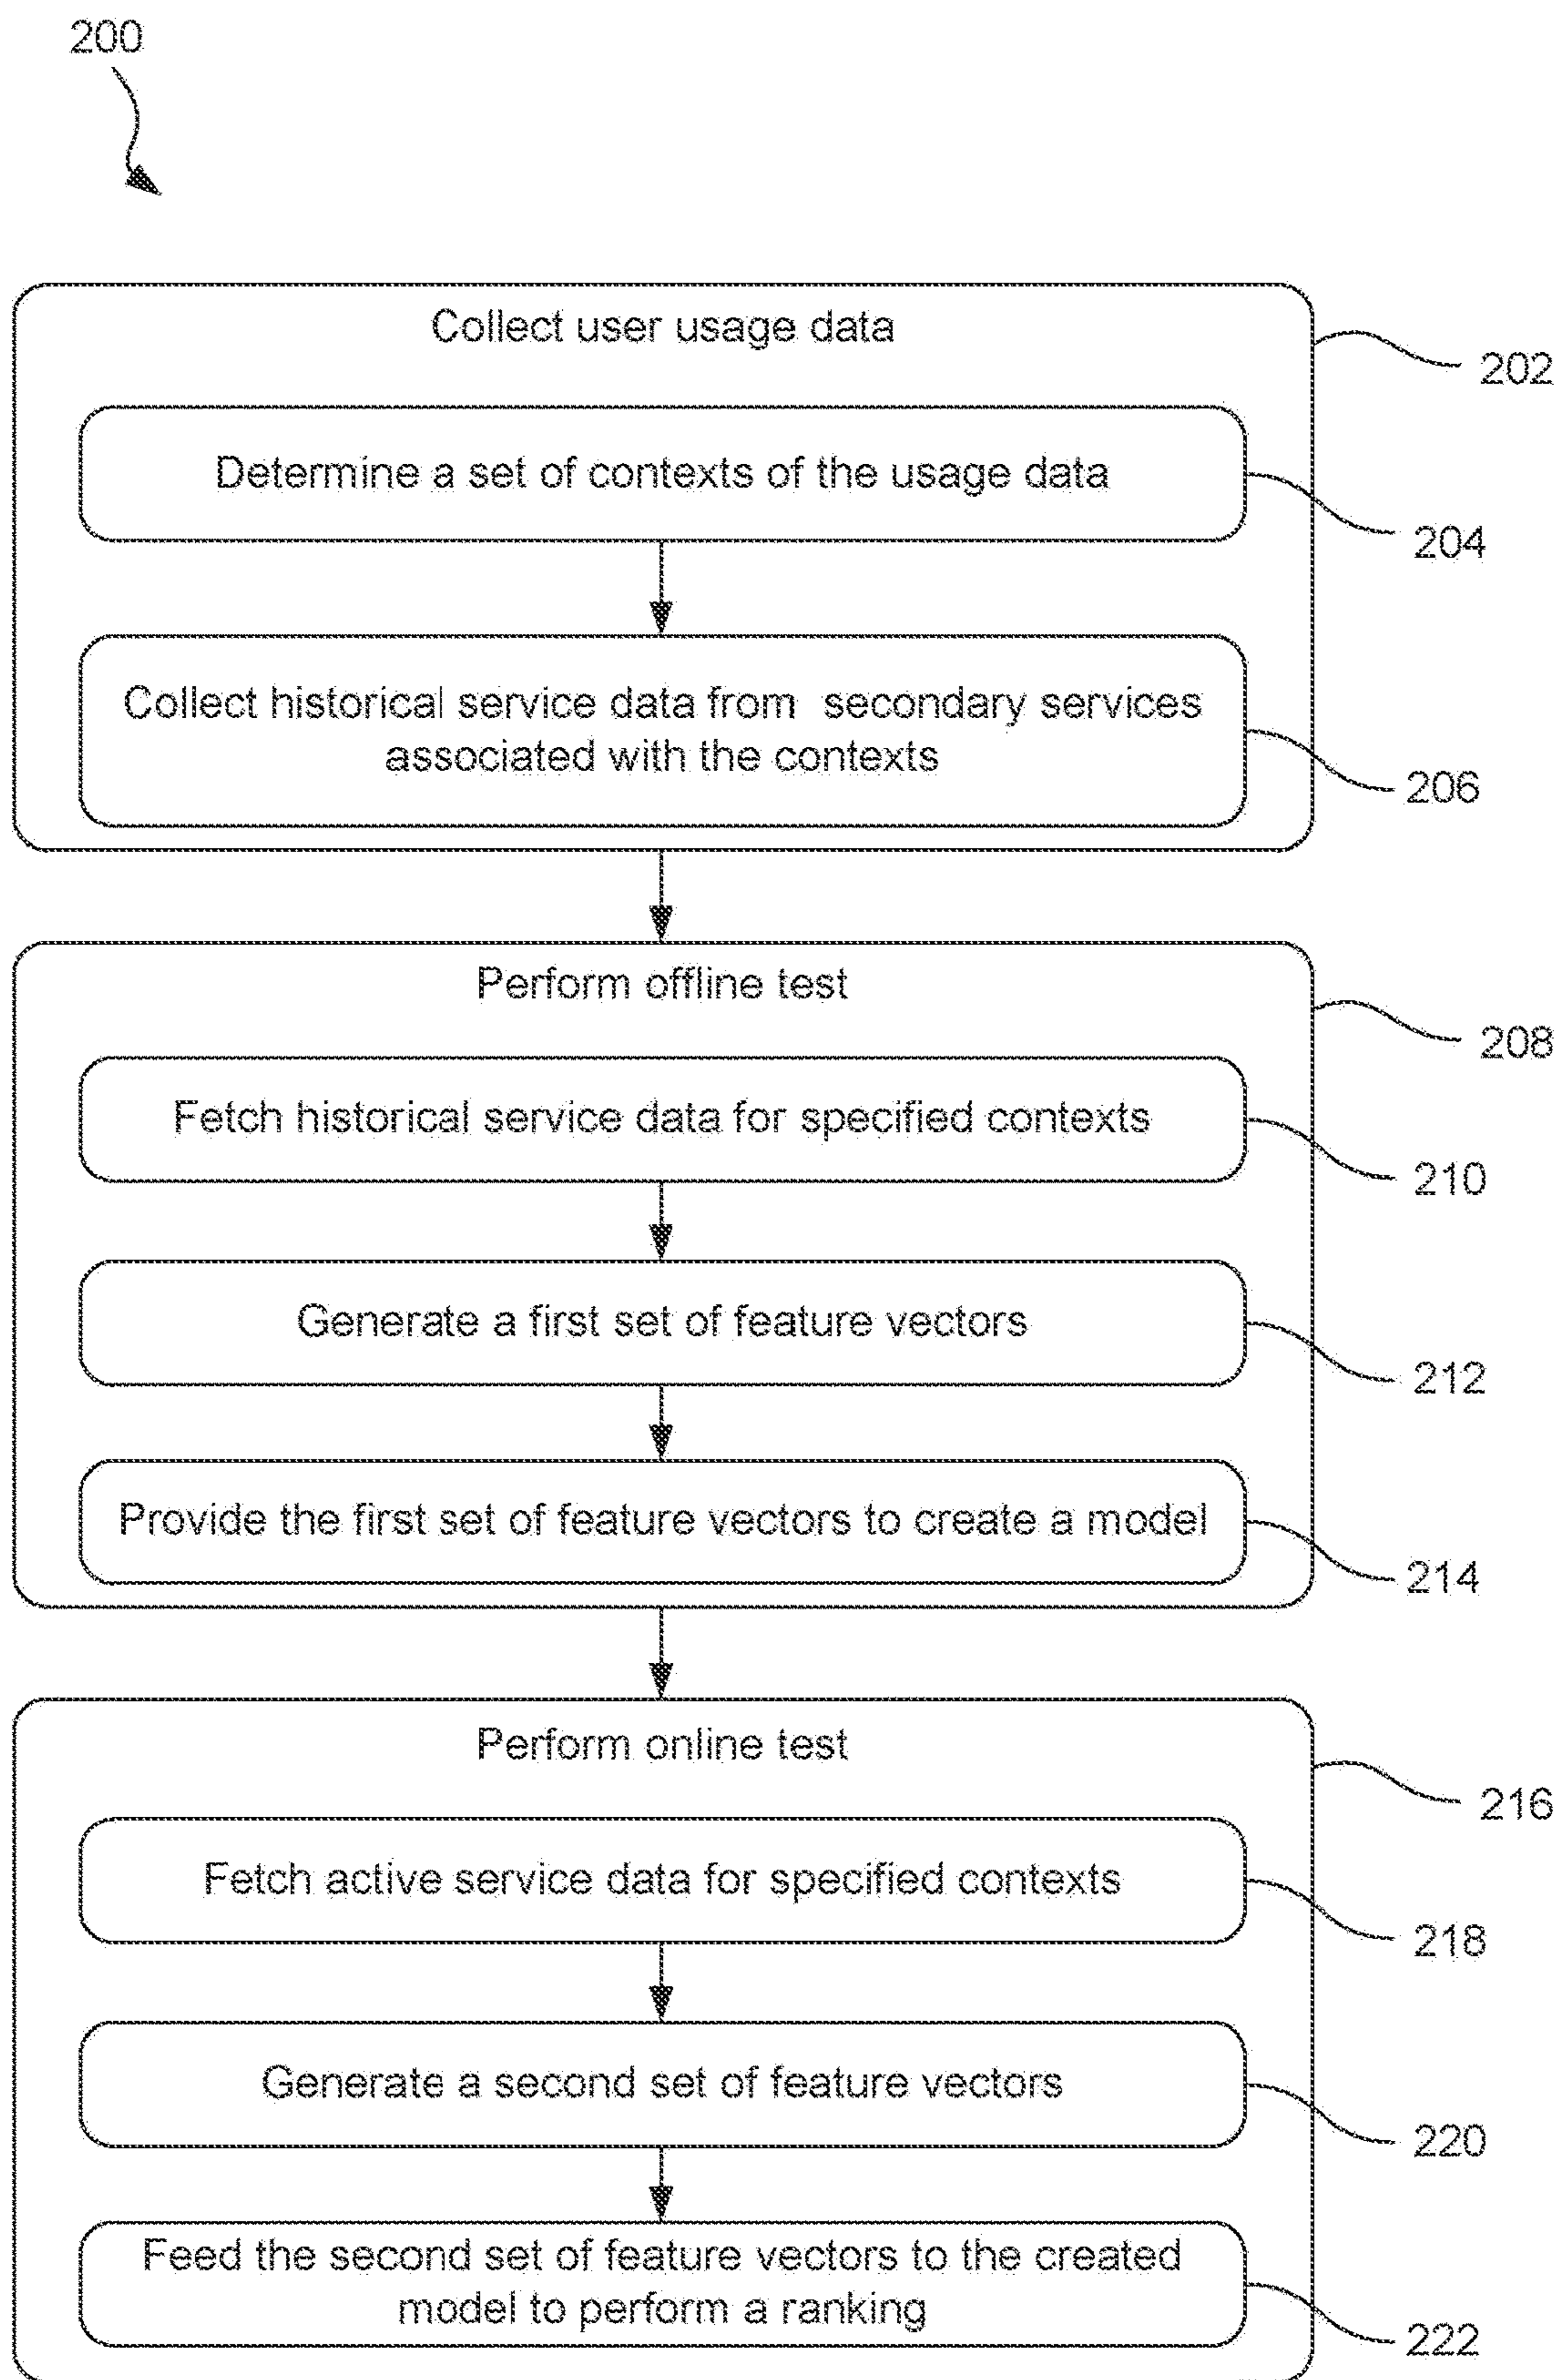 200
Collect user usage data
202
Determine a set of contexts of the usage data
204
Collect historical service data from secondary services
associated with the contexts
206
Perform offline test
208
Fetch historical service data for specified contexts
210
Generate a first set of feature vectors
212
Provide the first set of feature vectors to create a model
214
Perform online test
216
Fetch active service data for specified contexts
218
Generate a second set of feature vectors
220
Feed the second set of feature vectors to the created
model to perform a ranking
222